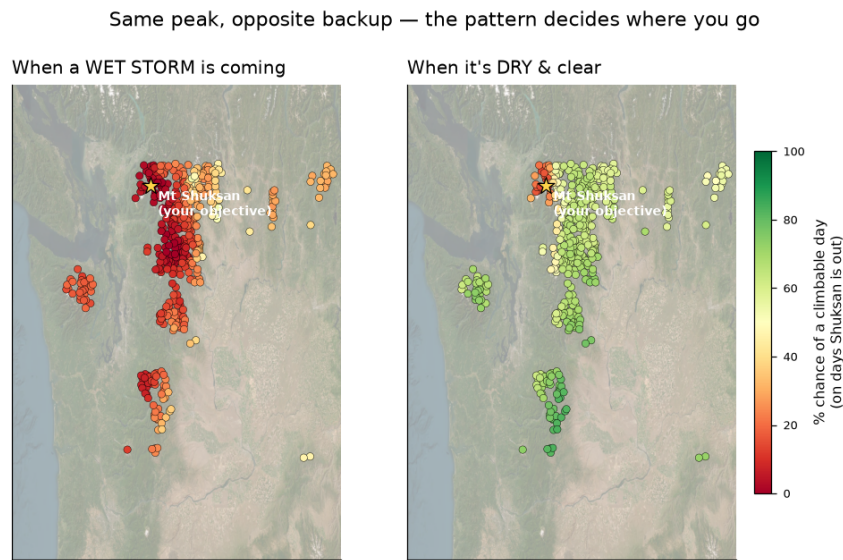 Same peak, opposite backup — the pattern decides where you go
When a WET STORM is coming
When it's DRY & clear
Mt Shuksan
(your objective)
Mt Shuksan
(your objective)
100
80
60
40
20
0
% chance of a climbable day
(on days Shuksan is out)